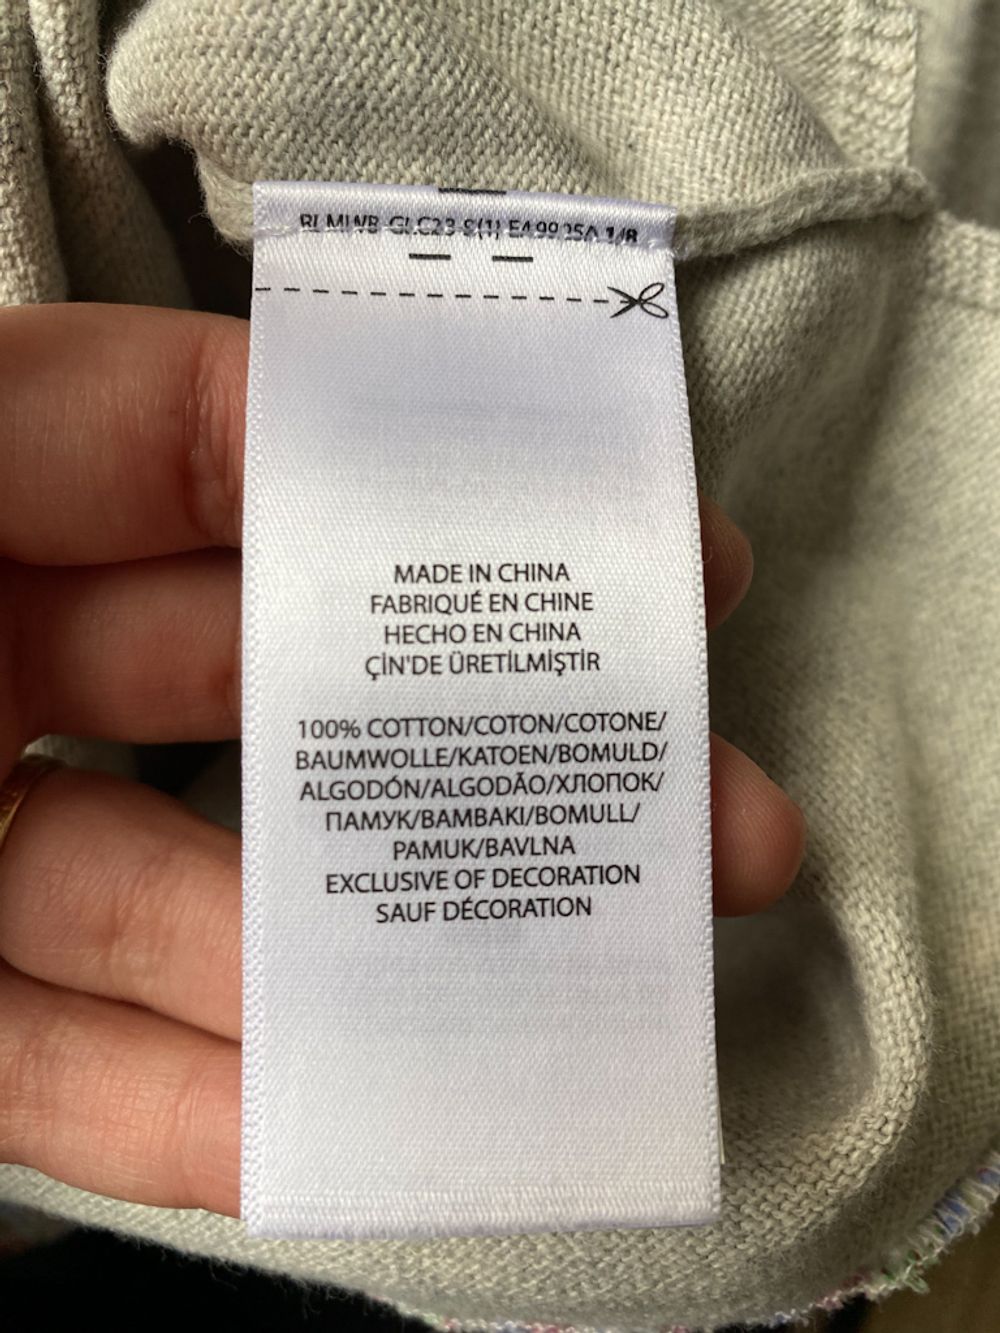 MADE IN CHINA
FABRIQUÉ EN CHINE
HECHO EN CHINA
ÇİN'DE ÜRETİLMİŞTİR
100% COTTON/COTON/COTONE/
BAUMWOLLE/KATOEN/BOMULD/
ALGODÓN/ALGODÃO/ХЛОПОК/
ПАМУК/BAMBAKI/BOMULL/
PAMUK/BAVLNA
EXCLUSIVE OF DECORATION
SAUF DÉCORATION